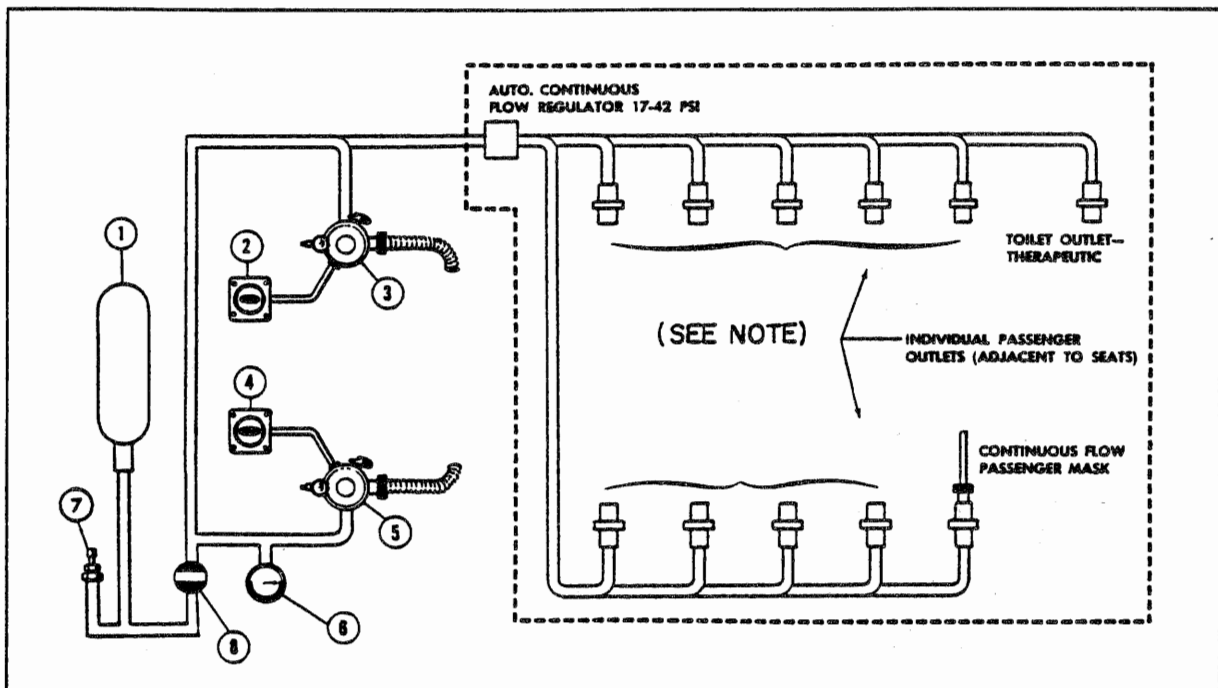 AUTO. CONTINUOUS
FLOW REGULATOR 17-42 PSI
1
2
3
TOILET OUTLET—
THERAPEUTIC
(SEE NOTE)
INDIVIDUAL PASSENGER
OUTLETS (ADJACENT TO SEATS)
4
CONTINUOUS FLOW
PASSENGER MASK
7
5
6
8